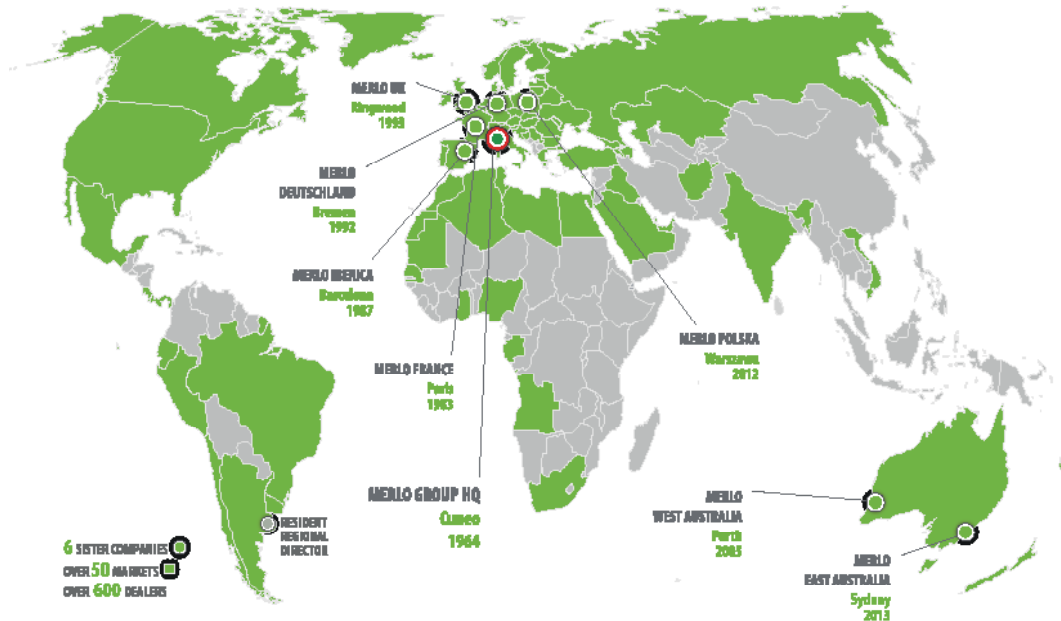 MERLO UK
Ringwood
1993
MERLO
DEUTSCHLAND
Bremen
1992
MERLO IBERICA
Barcelona
1987
MERLO FRANCE
Paris
1983
MERLO GROUP HQ
Cuneo
1964
MERLO POLSKA
Warszawa
2012
MERLO
WEST AUSTRALIA
Perth
MERLO
EAST AUSTRALIA
Sydney
2013
RESIDENT
REGIONAL
DIRECTOR
6 SISTER COMPANIES
OVER 50 MARKETS
OVER 600 DEALERS